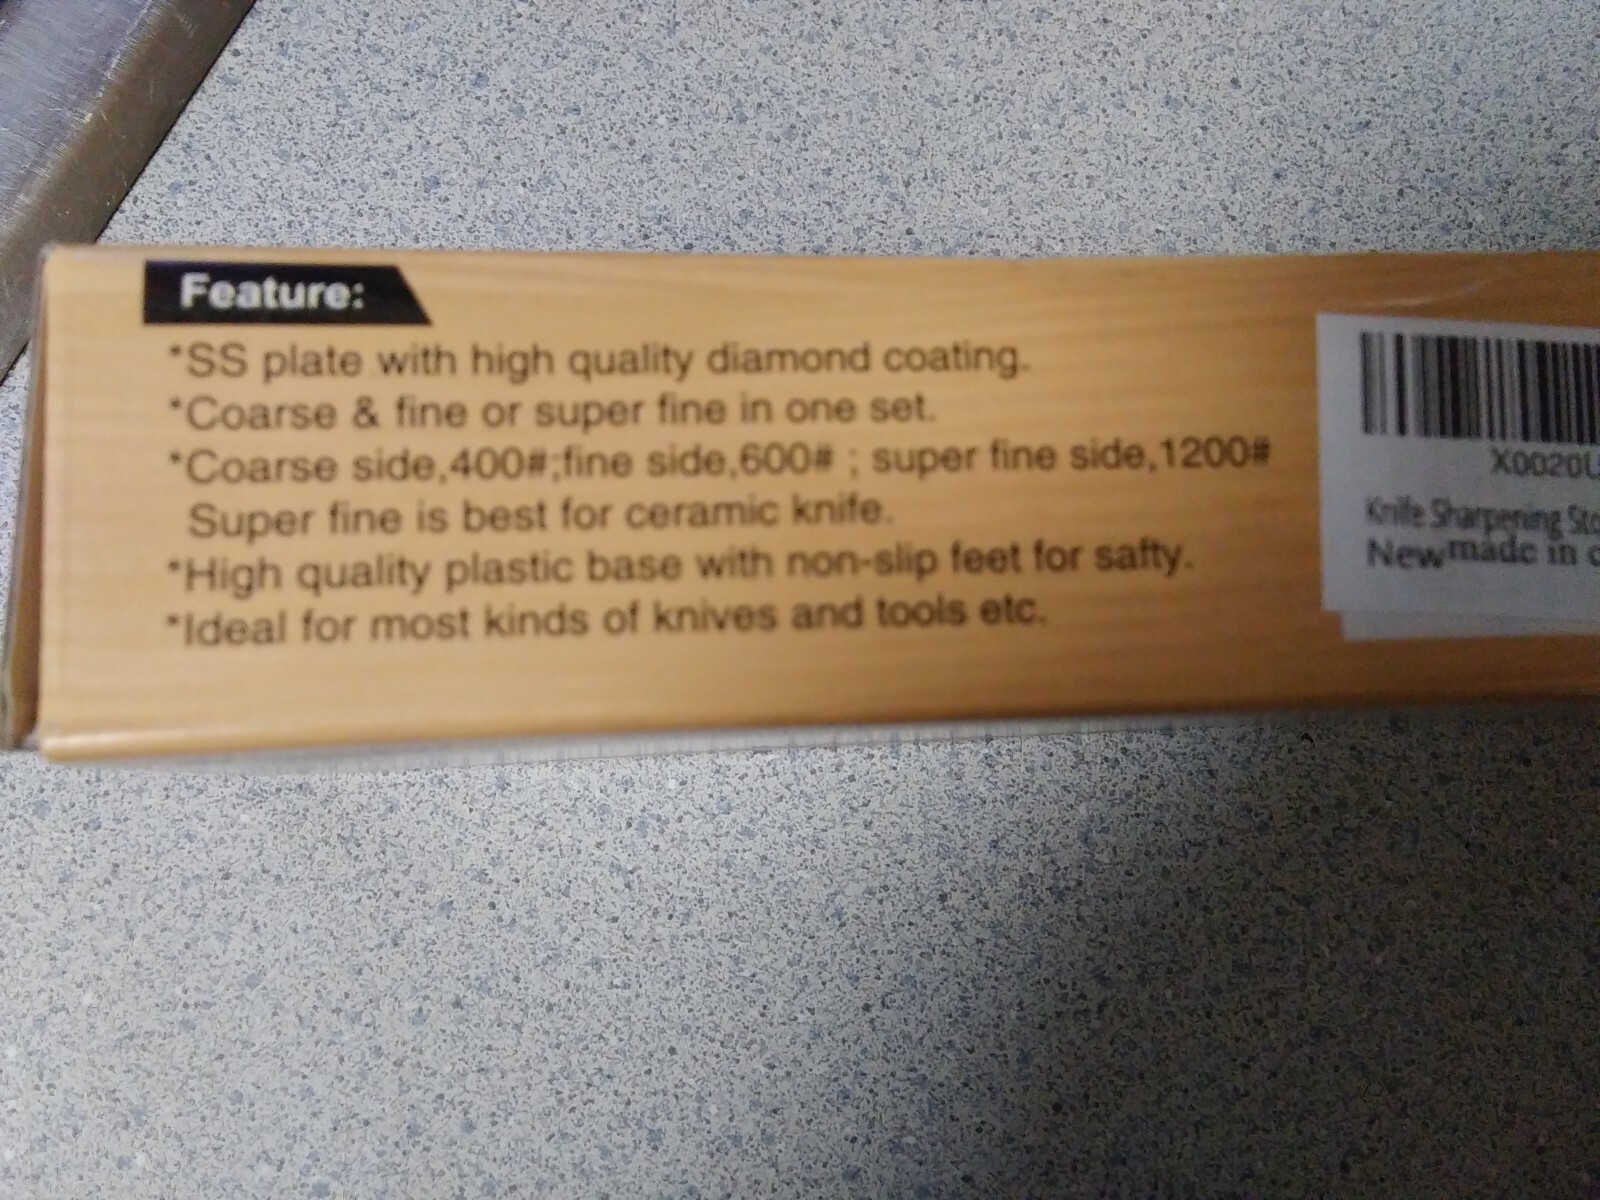 Feature:
*SS plate with high quality diamond coating.
*Coarse & fine or super fine in one set.
*Coarse side,400#;fine side,600# ; super fine side,1200#
Super fine is best for ceramic knife.
*High quality plastic base with non-slip feet for safty.
*Ideal for most kinds of knives and tools etc.
X0020
Knife Sharpening
New made in